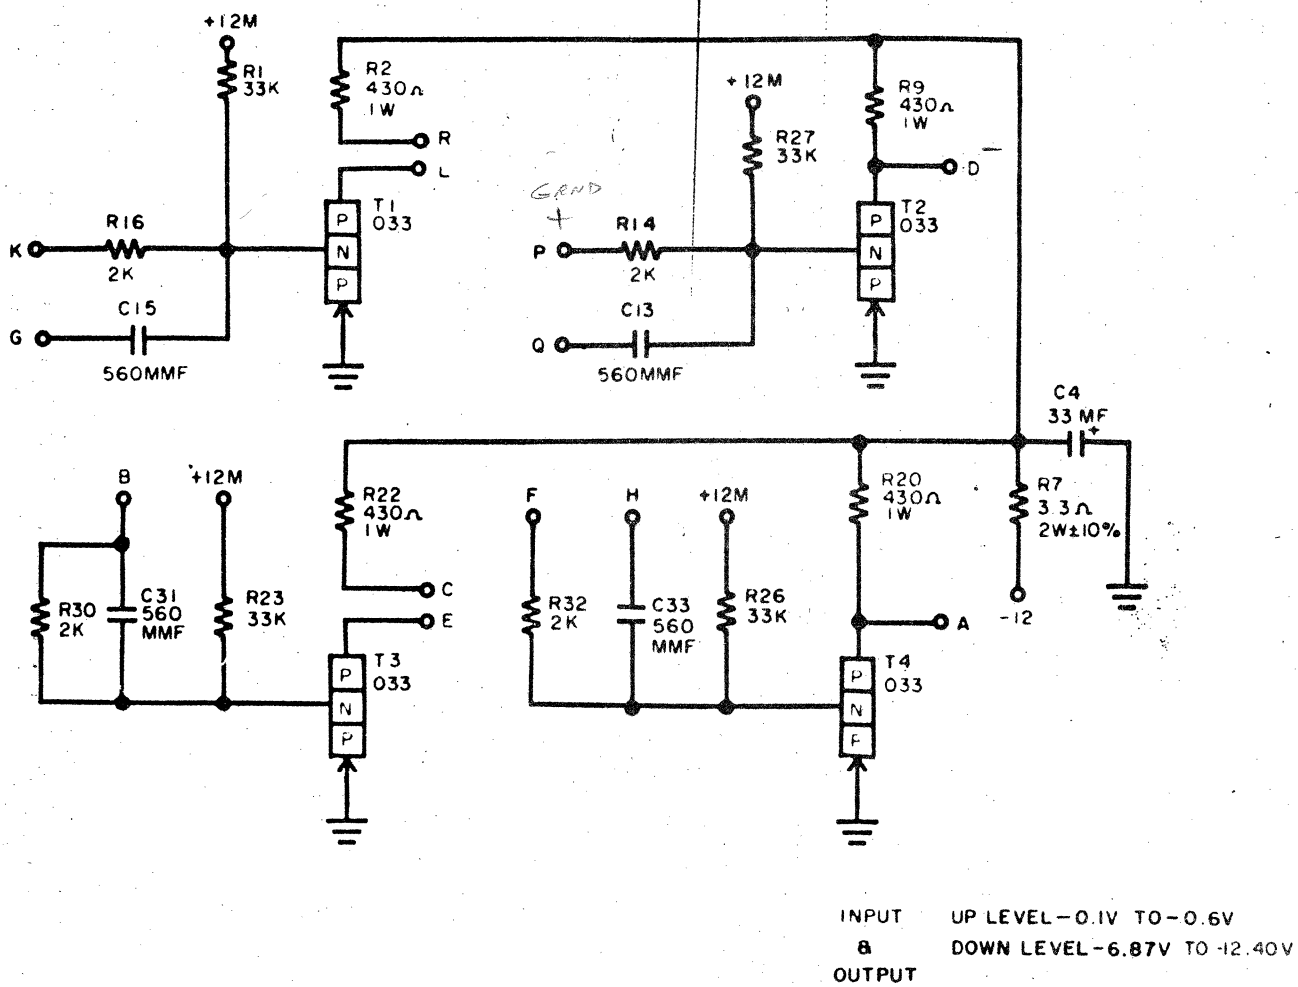 +12M
R1
33K
R2
430Ω
1W
R
L
T1
033
P
N
P
K
R16
2K
G
C15
560MMF
+12M
R27
33K
R9
430Ω
1W
D
GRND
+
P
R14
2K
Q
C13
560MMF
T2
033
P
N
P
C4
33 MF
+
R7
3.3Ω
2W±10%
-12
B
+12M
R30
2K
C31
560
MMF
R23
33K
R22
430Ω
1W
C
E
T3
033
P
N
P
F
H
+12M
R32
2K
C33
560
MMF
R26
33K
R20
430Ω
1W
A
T4
033
P
N
P
INPUT UP LEVEL-0.1V TO-0.6V
& DOWN LEVEL-6.87V TO -12.40V
OUTPUT